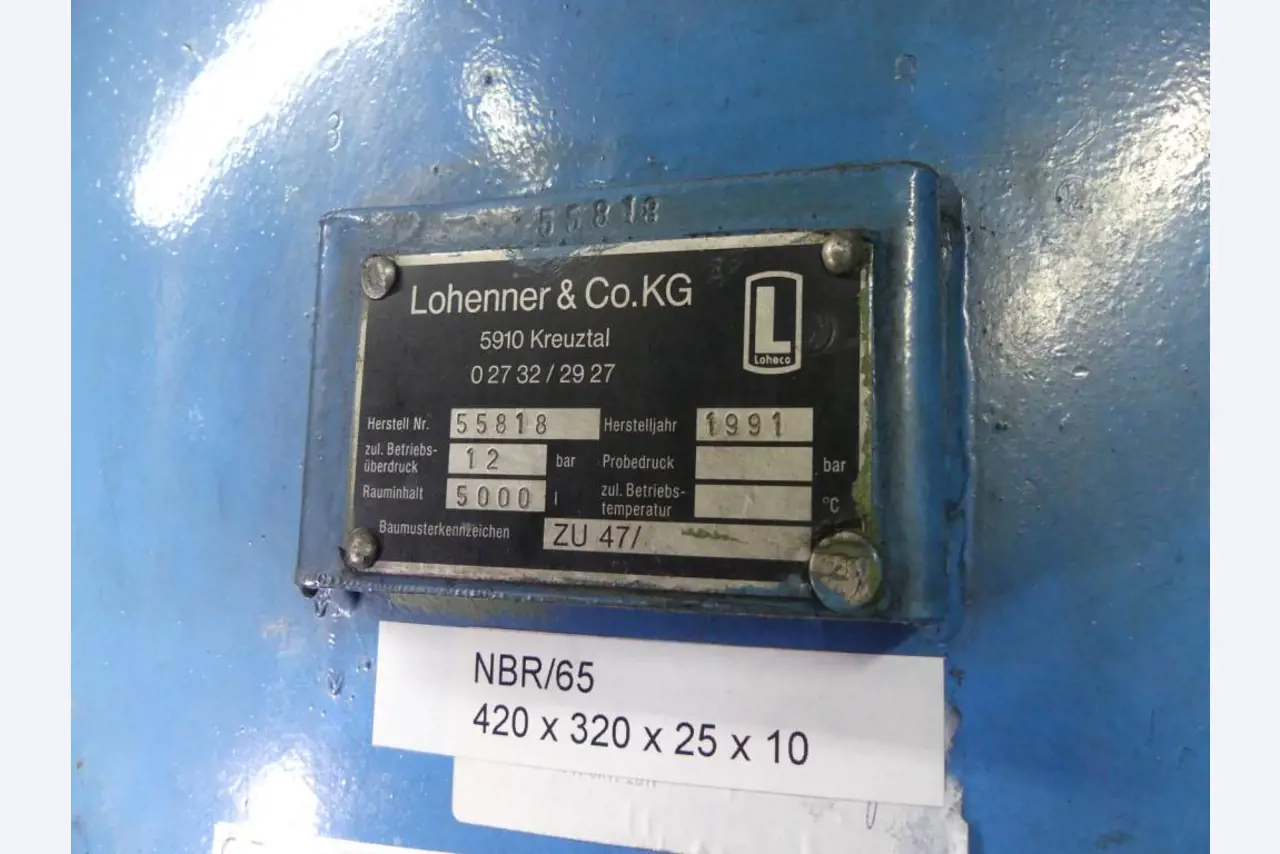 3
55818
Lohenner & Co.KG
5910 Kreuztal
0 27 32 / 29 27
L
Loheco
Herstell Nr. 55818 Herstelljahr 1991
zul. Betriebs-
überdruck 12 bar Probedruck bar
Rauminhalt 5000 l zul. Betriebs-
temperatur °C
Baumusterkennzeichen ZU 47/
NBR/65
420 x 320 x 25 x 10